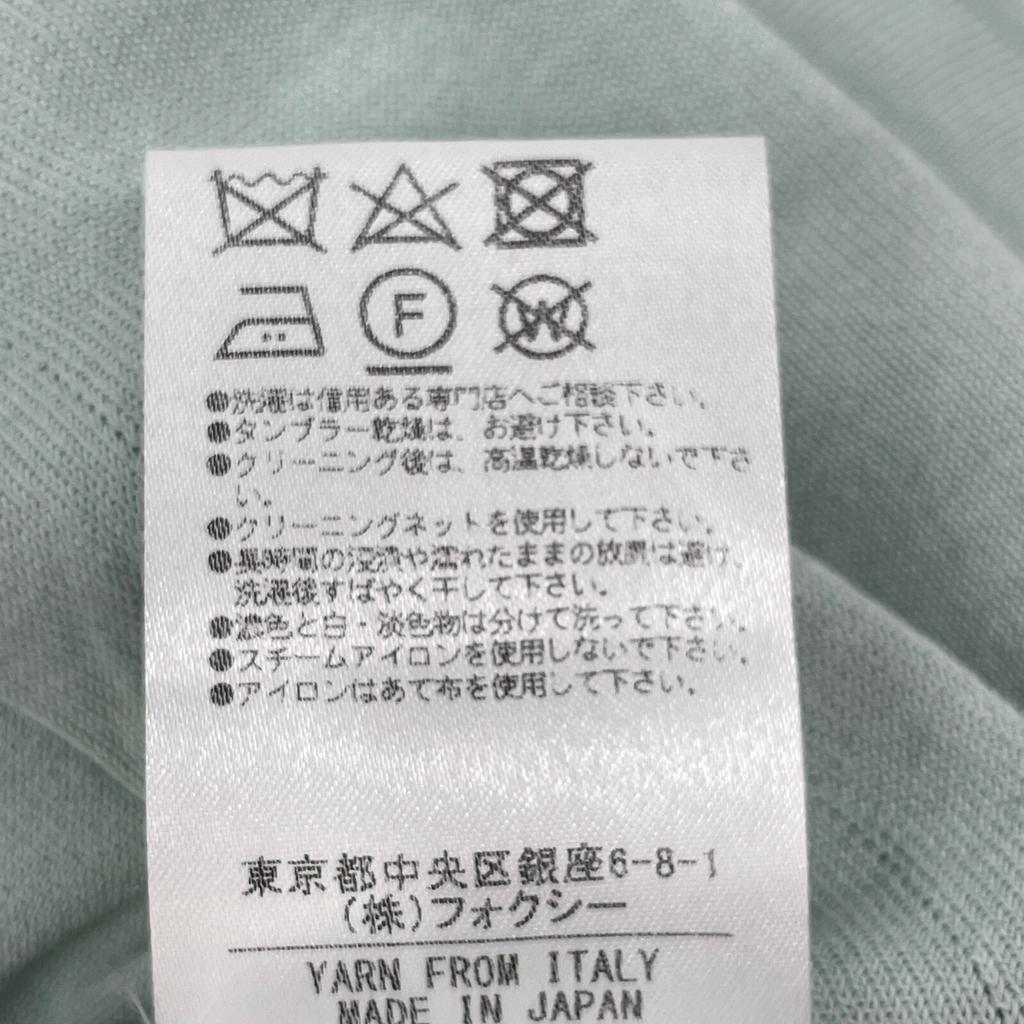 F
W
●洗濯は信用ある専門店へご相談下さい。
●タンブラー乾燥は、お避け下さい。
●クリーニング後は、高温乾燥しないで下さ
い。
●クリーニングネットを使用して下さい。
●長時間の浸漬や濡れたままの放置は避け、
洗濯後すばやく干して下さい。
●濃色と白・淡色物は分けて洗って下さい。
●スチームアイロンを使用しないで下さい。
●アイロンはあて布を使用して下さい。
東京都中央区銀座6-8-1
(株)フォクシー
YARN FROM ITALY
MADE IN JAPAN